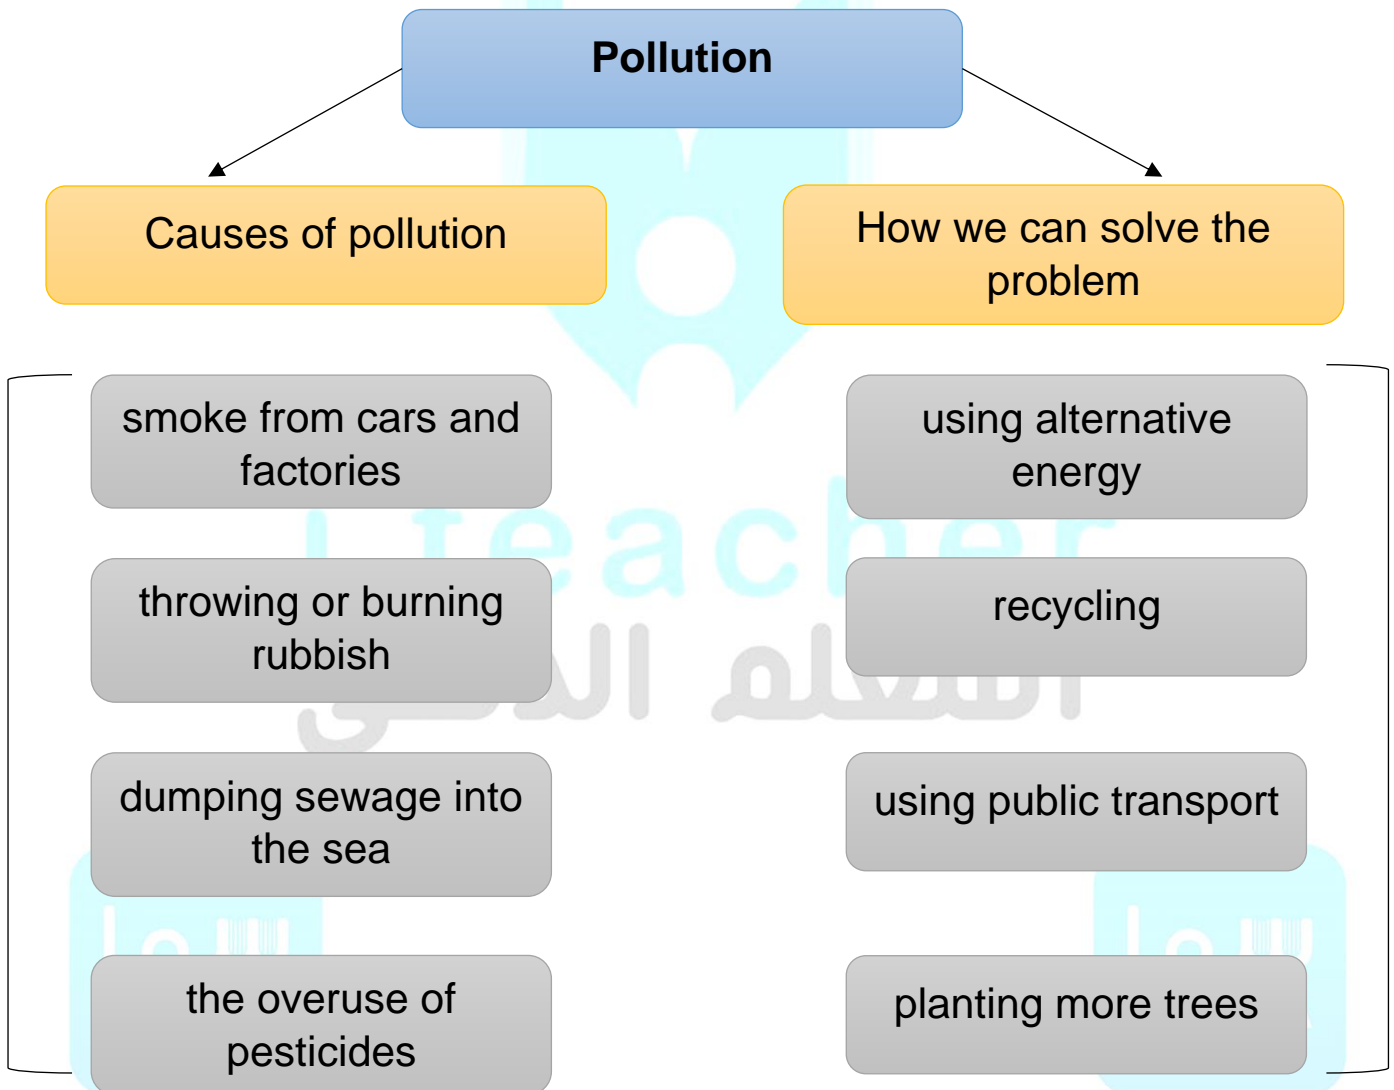 Pollution
Causes of pollution
How we can solve the
problem
smoke from cars and
factories
throwing or burning
rubbish
dumping sewage into
the sea
the overuse of
pesticides
using alternative
energy
recycling
using public transport
planting more trees